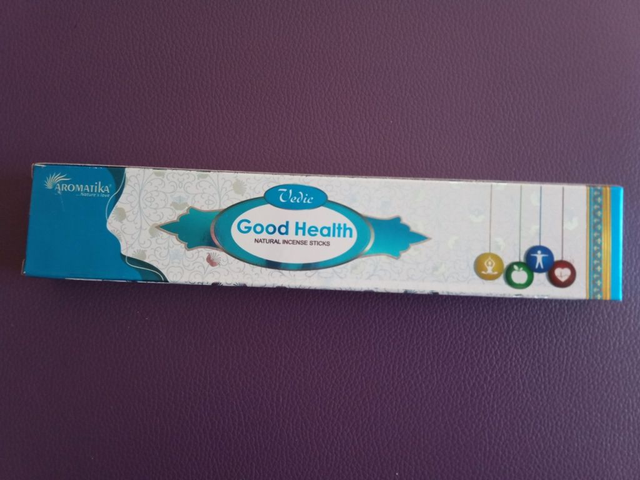 AROMATIKA
Vedic
Good Health
NATURAL INCENSE STICKS